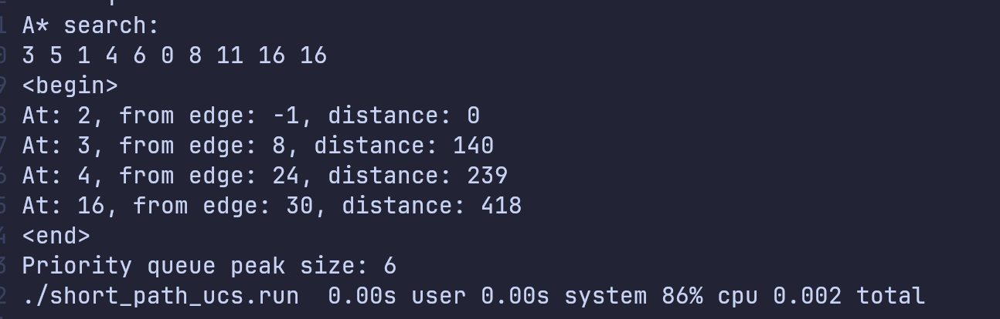 A* search:
3 5 1 4 6 0 8 11 16 16
<begin>
At: 2, from edge: -1, distance: 0
At: 3, from edge: 8, distance: 140
At: 4, from edge: 24, distance: 239
At: 16, from edge: 30, distance: 418
<end>
Priority queue peak size: 6
./short_path_ucs.run  0.00s user 0.00s system 86% cpu 0.002 total